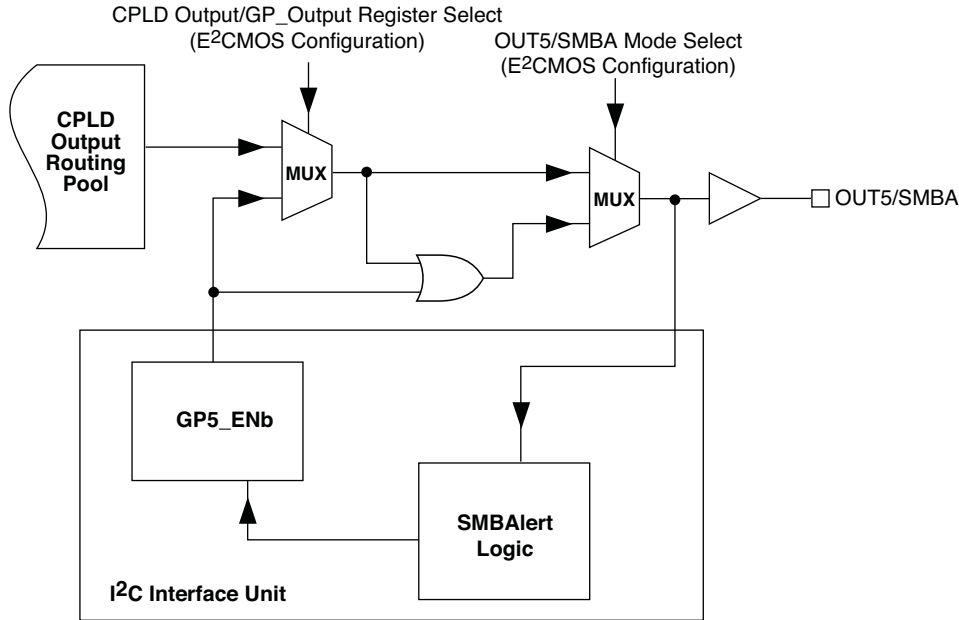 CPLD Output/GP_Output Register Select
(E2CMOS Configuration)
OUT5/SMBA Mode Select
(E2CMOS Configuration)
CPLD
Output
Routing
Pool
MUX
MUX
OUT5/SMBA
GP5_ENb
SMBAlert
Logic
I2C Interface Unit